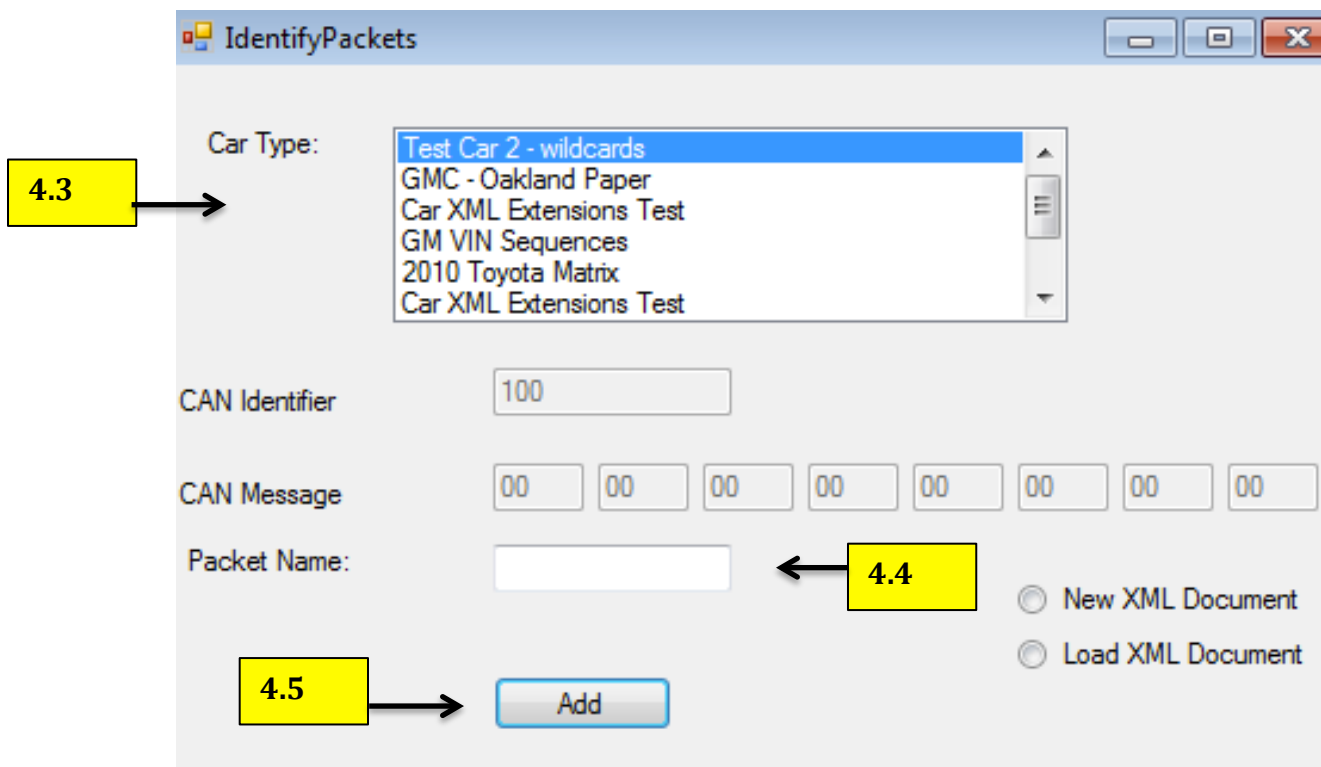 IdentifyPackets
Car Type:
Test Car 2 - wildcards
GMC - Oakland Paper
Car XML Extensions Test
GM VIN Sequences
2010 Toyota Matrix
Car XML Extensions Test
4.3
CAN Identifier
100
CAN Message
00 00 00 00 00 00 00 00
Packet Name:
4.4
New XML Document
Load XML Document
4.5
Add